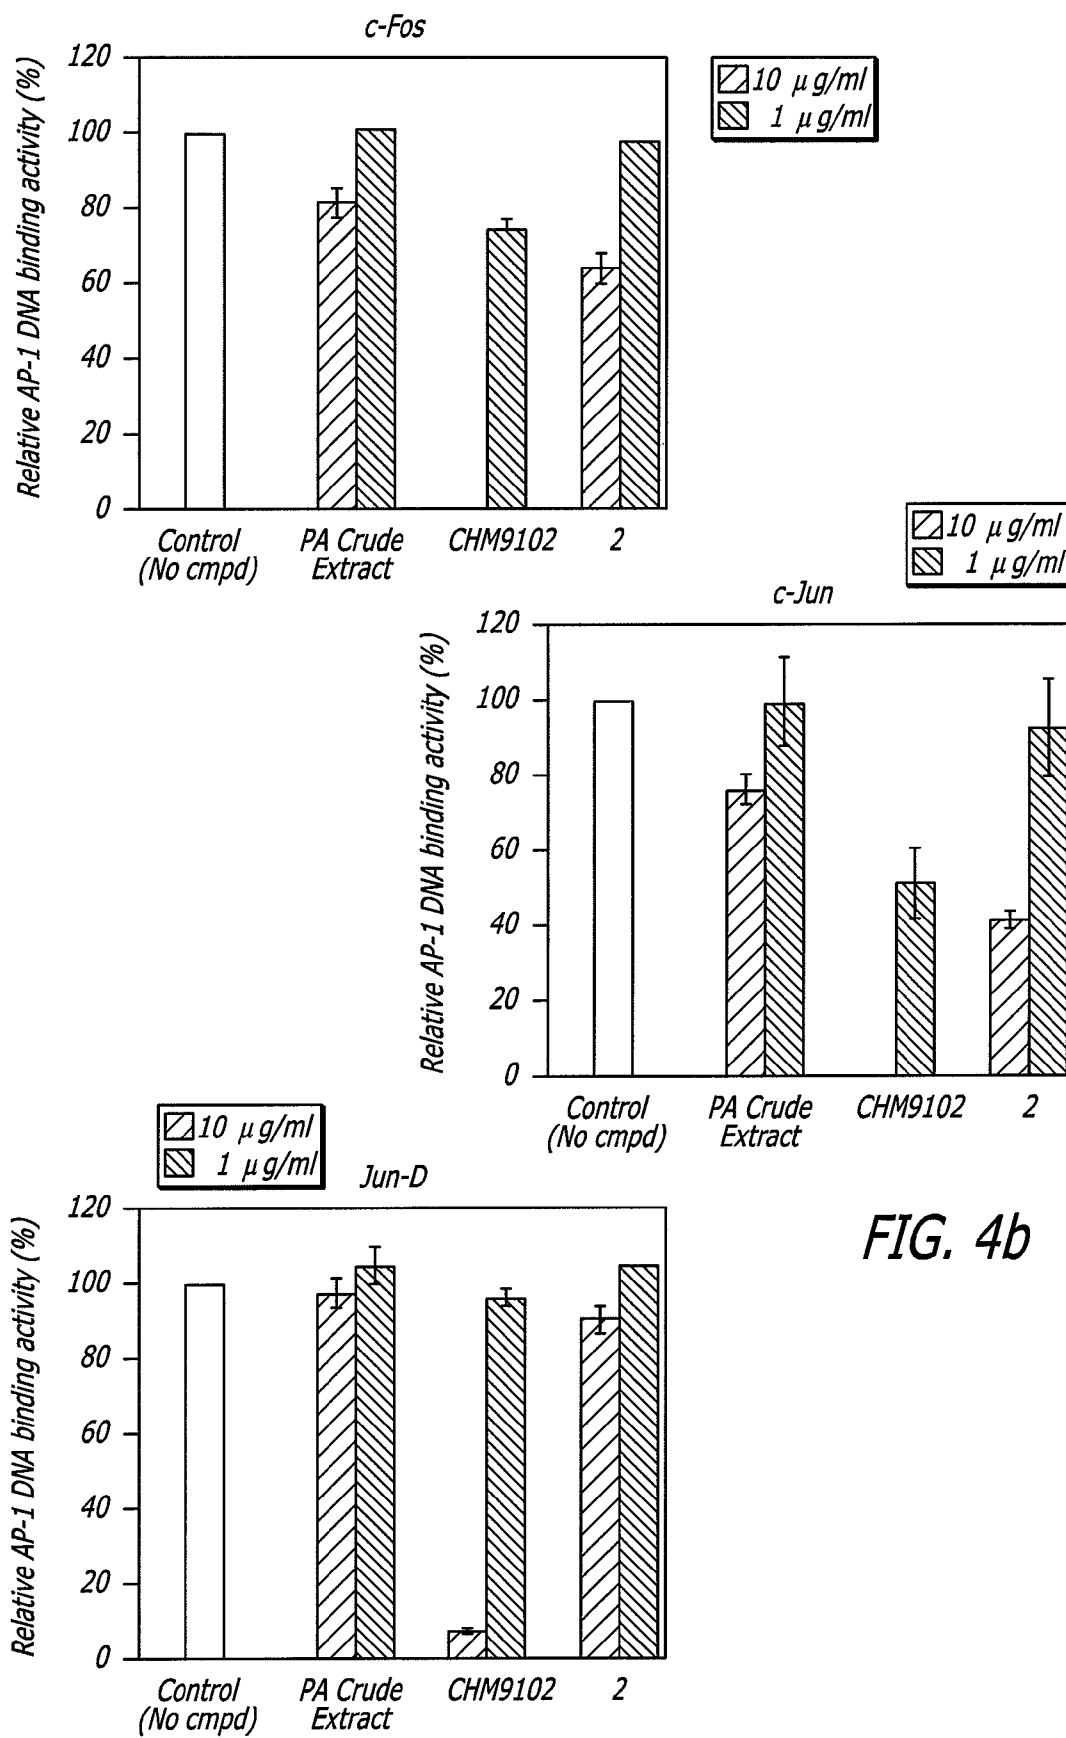 c-Fos
Relative AP-1 DNA binding activity (%)
120
100
80
60
40
20
0
Control
(No cmpd)
PA Crude
Extract
CHM9102
2
10 μg/ml
1 μg/ml
c-Jun
10 μg/ml
1 μg/ml
Relative AP-1 DNA binding activity (%)
120
100
80
60
40
20
0
Control
(No cmpd)
PA Crude
Extract
CHM9102
2
10 μg/ml
1 μg/ml
Jun-D
Relative AP-1 DNA binding activity (%)
120
100
80
60
40
20
0
Control
(No cmpd)
PA Crude
Extract
CHM9102
2
FIG. 4b